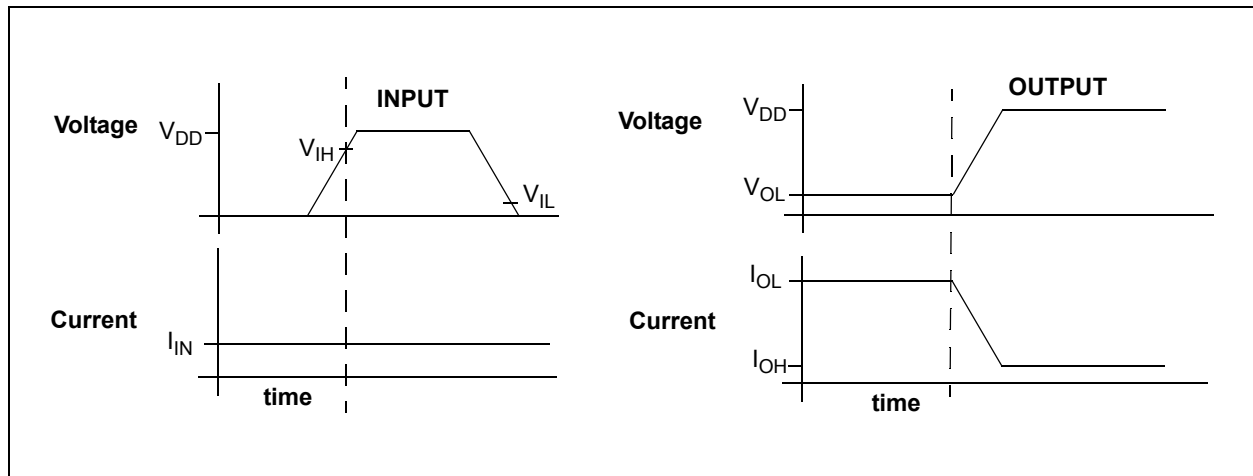 INPUT
Voltage
VDD
VIH
VIL
Current
IIN
time
OUTPUT
Voltage
VDD
VOL
IOL
Current
IOH
time